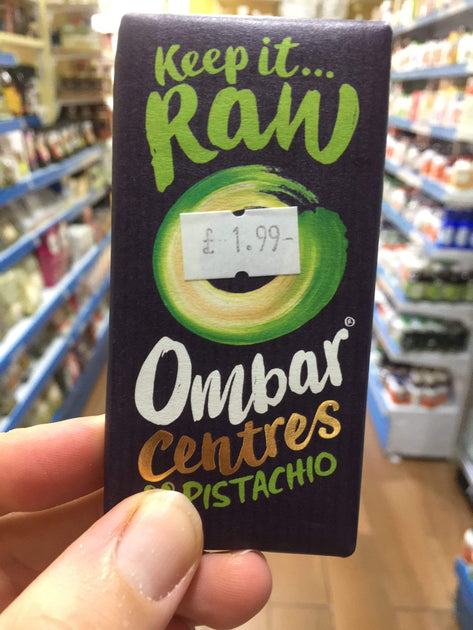 Keep it...
Raw
£ 1.99-
Ombar®
Centres
PISTACHIO